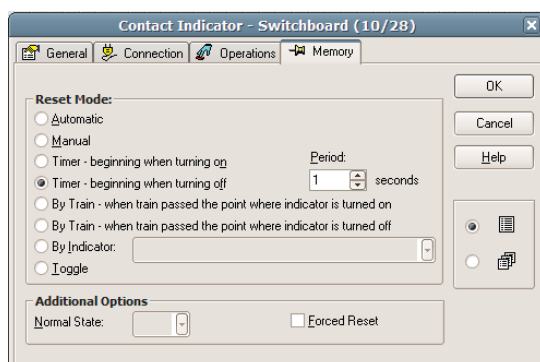 Contact Indicator - Switchboard (10/28)
General Connection Operations Memory
OK
Cancel
Help
Reset Mode:
Automatic
Manual
Timer - beginning when turning on
Timer - beginning when turning off
Period:
1 seconds
By Train - when train passed the point where indicator is turned on
By Train - when train passed the point where indicator is turned off
By Indicator:
Toggle
Additional Options
Normal State:
Forced Reset